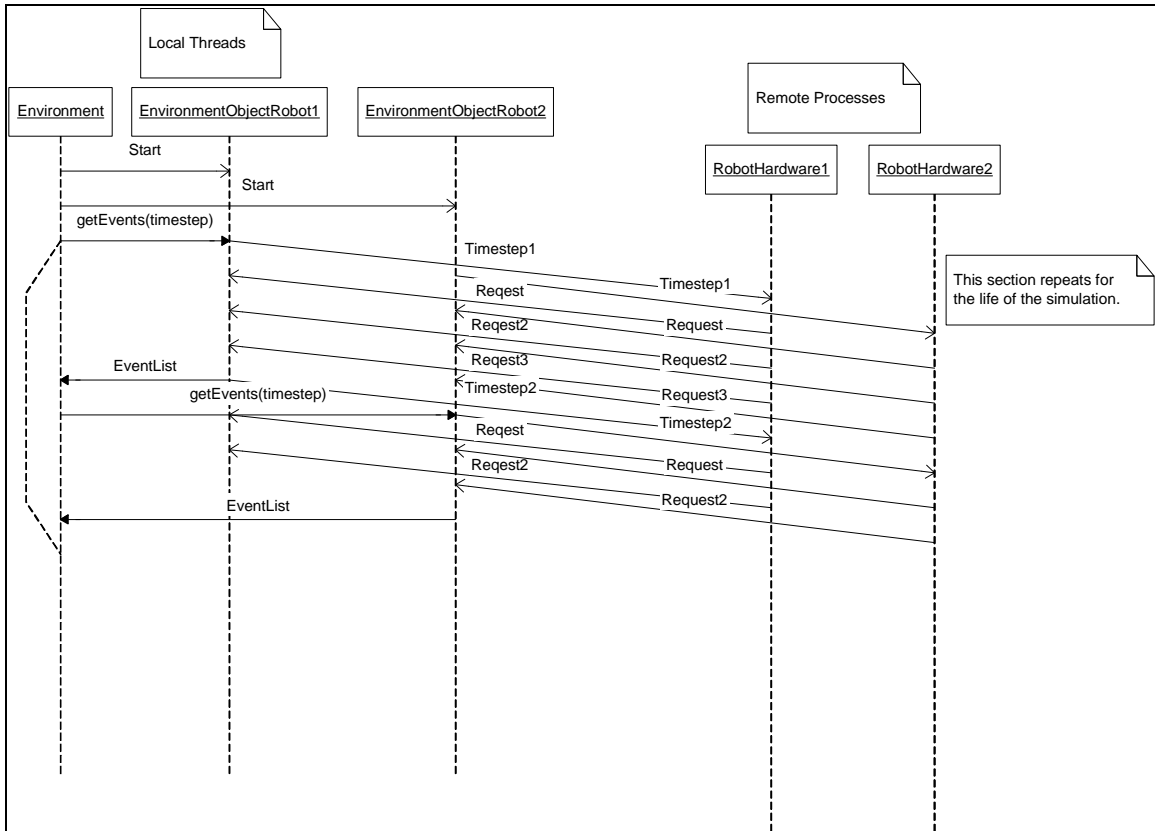 Local Threads
Remote Processes
Environment
EnvironmentObjectRobot1
EnvironmentObjectRobot2
RobotHardware1
RobotHardware2
Start
Start
getEvents(timestep)
Timestep1
This section repeats for
the life of the simulation.
Timestep1
Reqest
Reqest2
Request
Reqest3
Request2
EventList
Timestep2
getEvents(timestep)
Request3
Timestep2
Reqest
Request
Reqest2
Request2
EventList